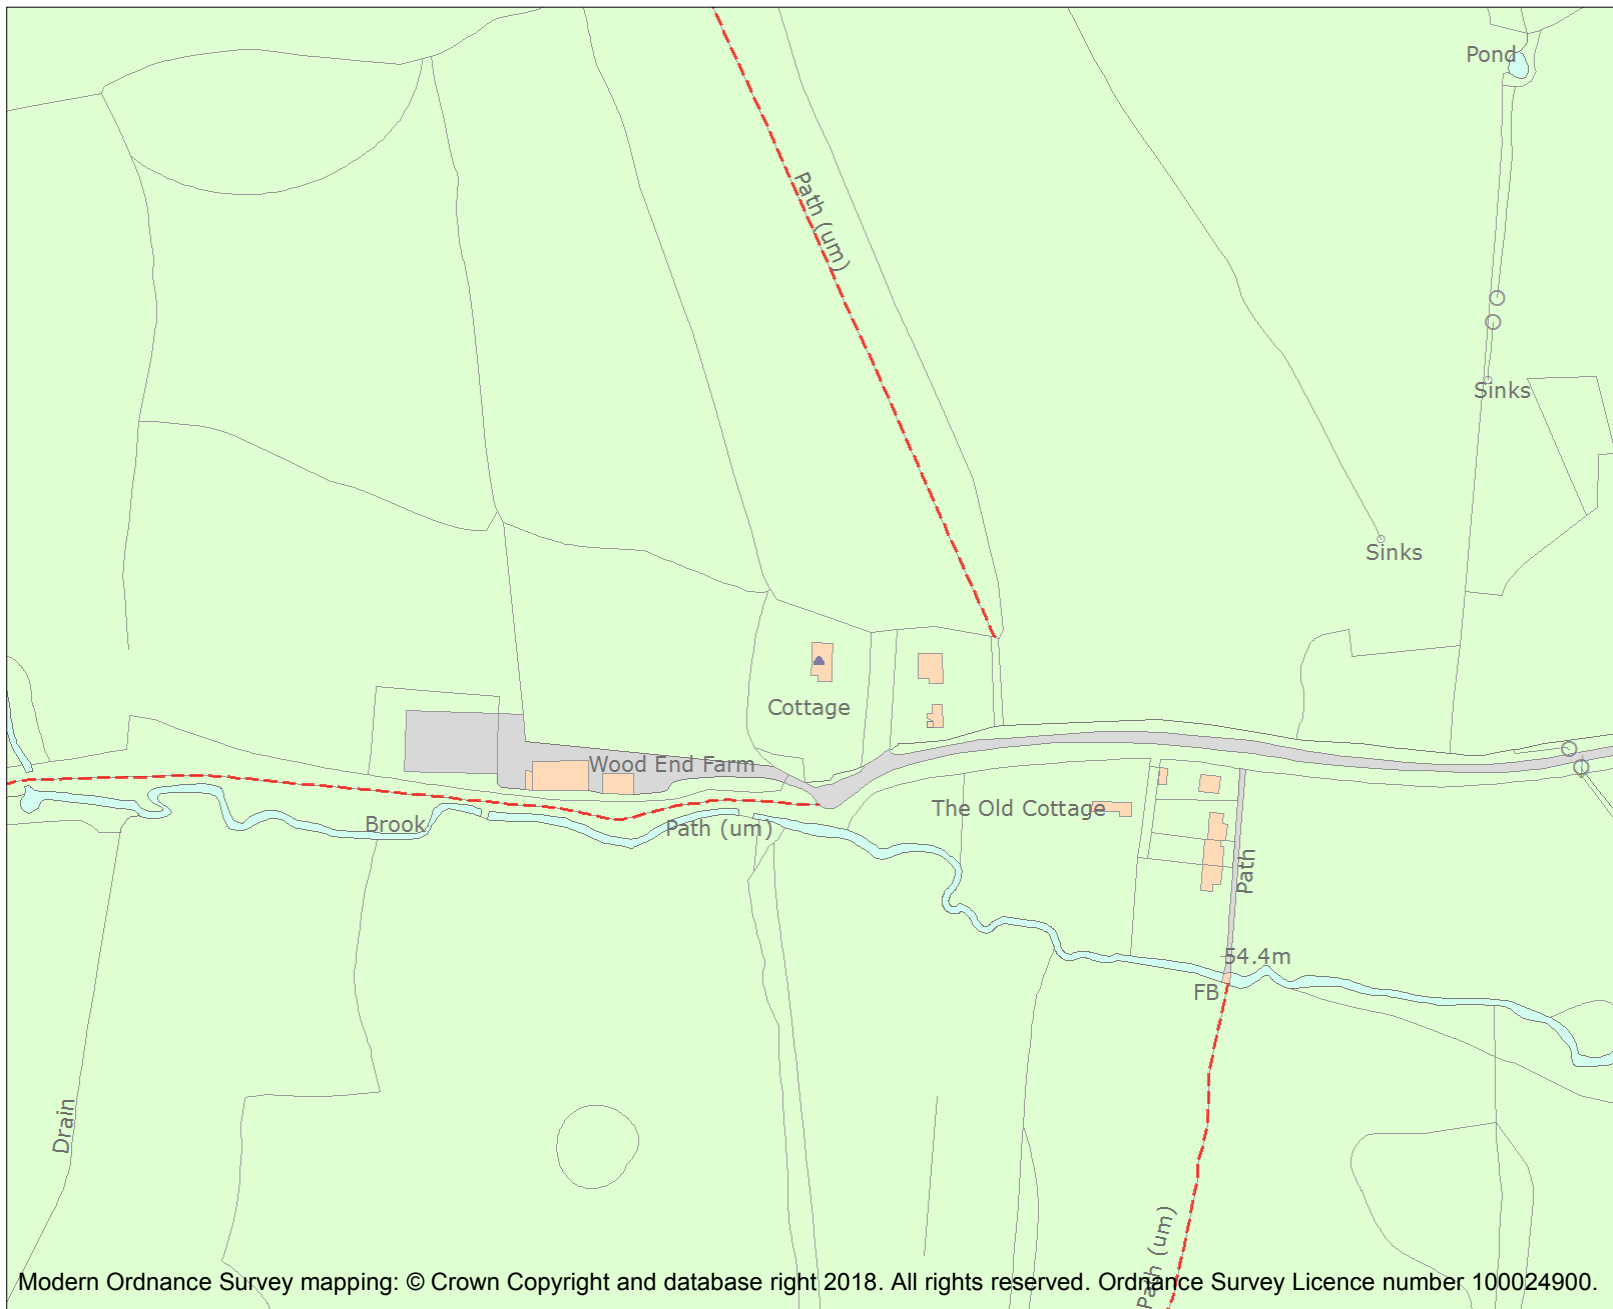 Pond
Path (um)
Sinks
Sinks
Cottage
Wood End Farm
The Old Cottage
Brook
Path (um)
Path
54.4m
FB
Drain
Path (um)
Modern Ordnance Survey mapping: © Crown Copyright and database right 2018. All rights reserved. Ordnance Survey Licence number 100024900.